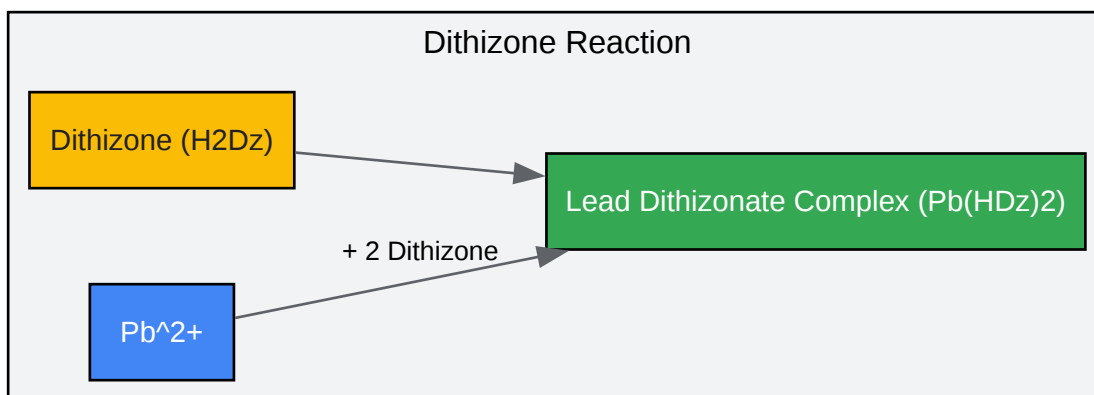 Dithizone Reaction
Dithizone (H2Dz)
Lead Dithizonate Complex (Pb(HDz)2)
+ 2 Dithizone
Pb^2+